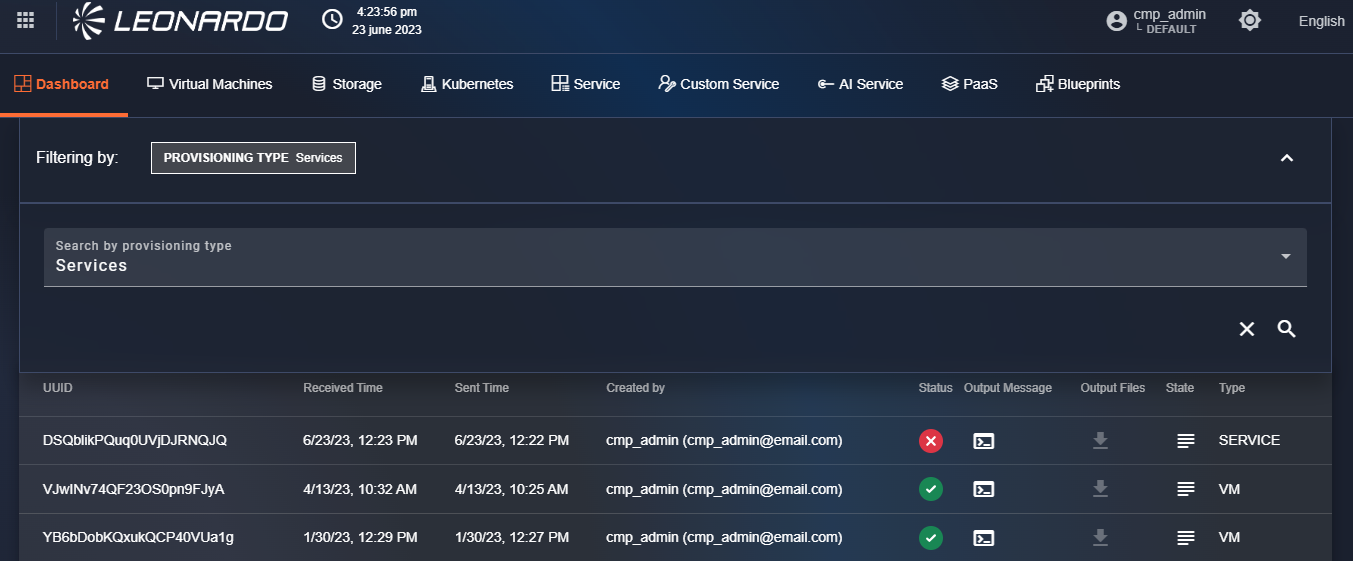 LEONARDO
4:23:56 pm
23 june 2023
cmp_admin
DEFAULT
English
Dashboard Virtual Machines Storage Kubernetes Service Custom Service AI Service PaaS Blueprints
Filtering by: PROVISIONING TYPE Services
Search by provisioning type
Services
UUID Received Time Sent Time Created by Status Output Message Output Files State Type
DSQblikPQuq0UVjDJRNQJQ 6/23/23, 12:23 PM 6/23/23, 12:22 PM cmp_admin (cmp_admin@email.com) SERVICE
VJwINv74QF23OS0pn9FJyA 4/13/23, 10:32 AM 4/13/23, 10:25 AM cmp_admin (cmp_admin@email.com) VM
YB6bDobKQxukQCP40VUa1g 1/30/23, 12:29 PM 1/30/23, 12:27 PM cmp_admin (cmp_admin@email.com) VM